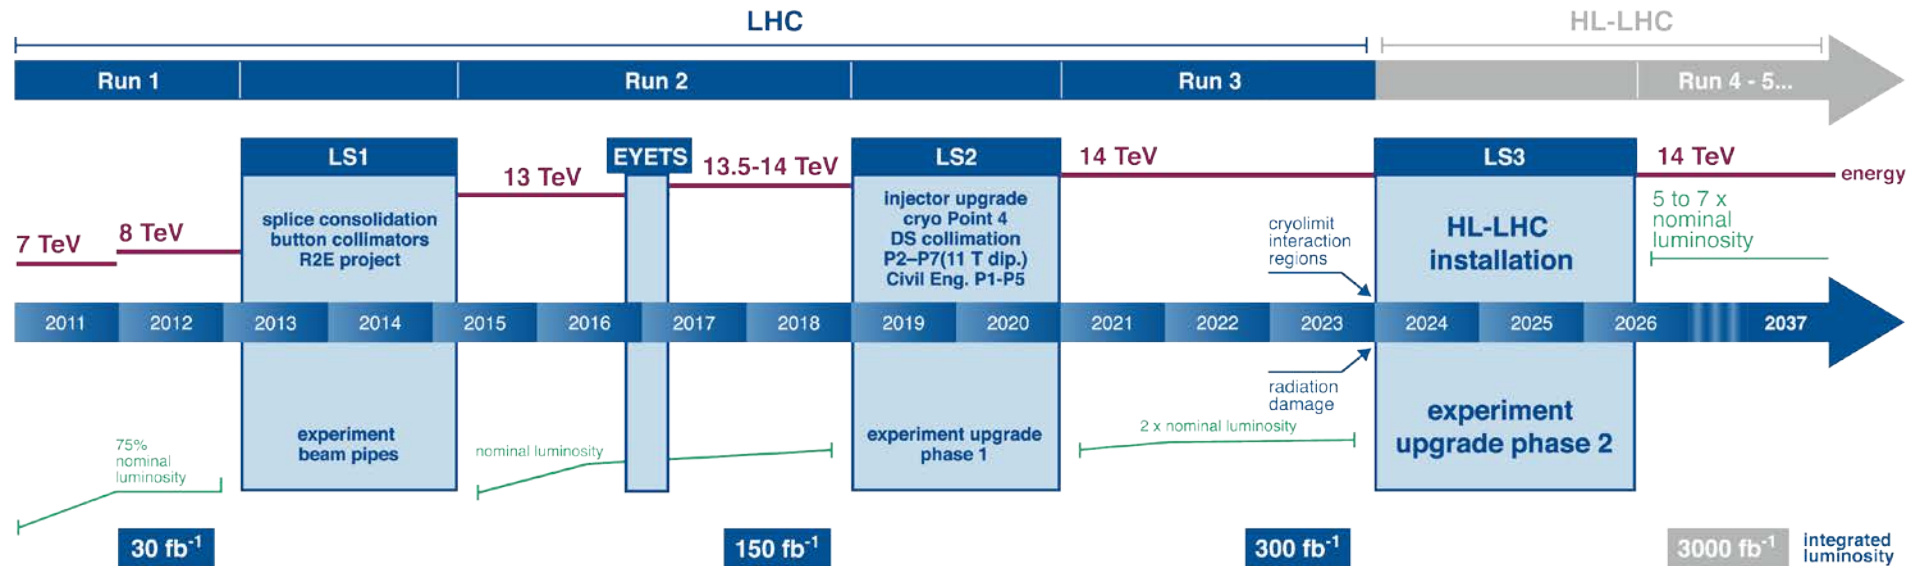 LHC
HL-LHC
Run 1
Run 2
Run 3
Run 4 - 5...
LS1
EYETS
13.5-14 TeV
LS2
14 TeV
LS3
14 TeV
energy
13 TeV
7 TeV
8 TeV
splice consolidation
button collimators
R2E project
injector upgrade
cryo Point 4
DS collimation
P2–P7(11 T dip.)
Civil Eng. P1-P5
cryolimit
interaction
regions
HL-LHC
installation
5 to 7 x
nominal
luminosity
2011
2012
2013
2014
2015
2016
2017
2018
2019
2020
2021
2022
2023
2024
2025
2026
2037
radiation
damage
75%
nominal
luminosity
experiment
beam pipes
nominal luminosity
experiment upgrade
phase 1
2 x nominal luminosity
experiment
upgrade phase 2
30 fb⁻¹
150 fb⁻¹
300 fb⁻¹
3000 fb⁻¹
integrated
luminosity